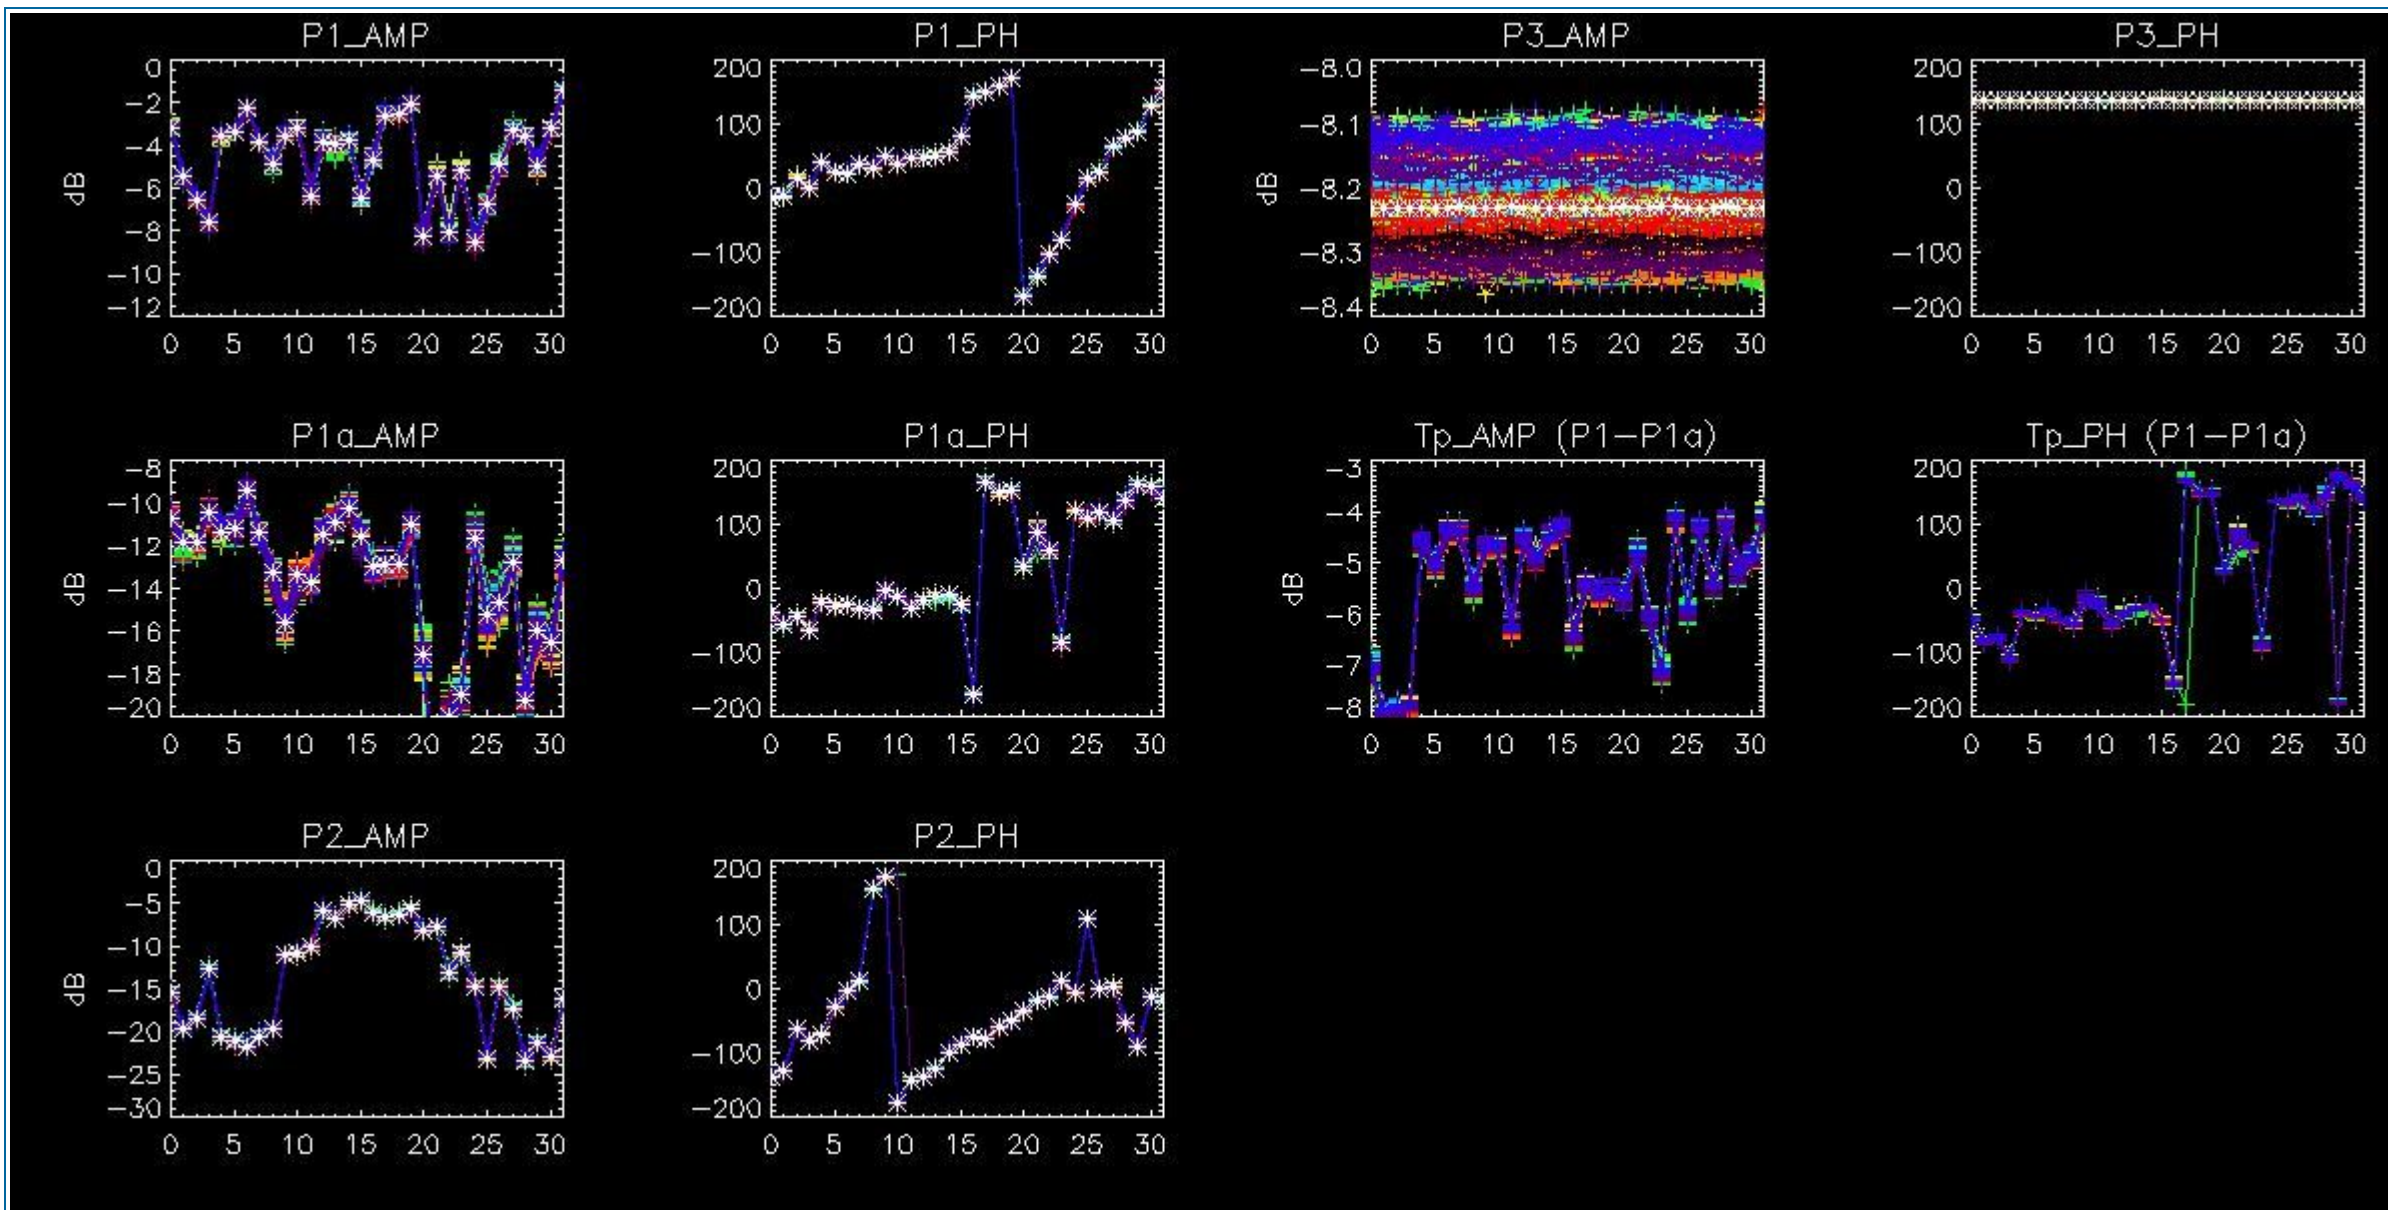 P1_AMP
0
−2
−4
−6
−8
−10
−12
dB
0 5 10 15 20 25 30
P1_PH
200
100
0
−100
−200
0 5 10 15 20 25 30
P3_AMP
−8.0
−8.1
−8.2
−8.3
−8.4
dB
0 5 10 15 20 25 30
P3_PH
200
100
0
−100
−200
0 5 10 15 20 25 30
P1a_AMP
−8
−10
−12
−14
−16
−18
−20
dB
0 5 10 15 20 25 30
P1a_PH
200
100
0
−100
−200
0 5 10 15 20 25 30
Tp_AMP (P1−P1a)
−3
−4
−5
−6
−7
−8
dB
0 5 10 15 20 25 30
Tp_PH (P1−P1a)
200
100
0
−100
−200
0 5 10 15 20 25 30
P2_AMP
0
−5
−10
−15
−20
−25
−30
dB
0 5 10 15 20 25 30
P2_PH
200
100
0
−100
−200
0 5 10 15 20 25 30